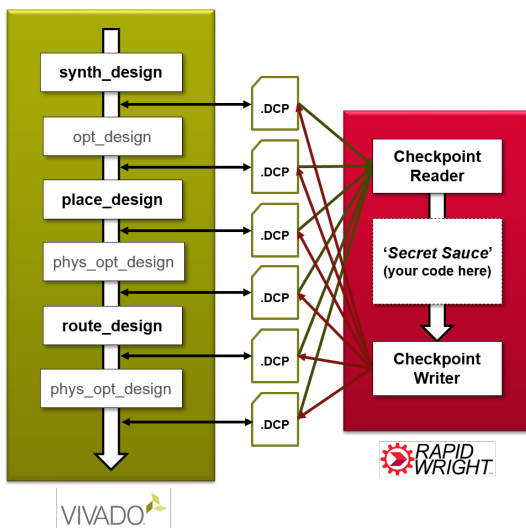 synth_design
.DCP
opt_design
.DCP
place_design
.DCP
phys_opt_design
.DCP
route_design
.DCP
phys_opt_design
.DCP
Checkpoint
Reader
‘Secret Sauce’
(your code here)
Checkpoint
Writer
VIVADO.
RAPID
WRIGHT.